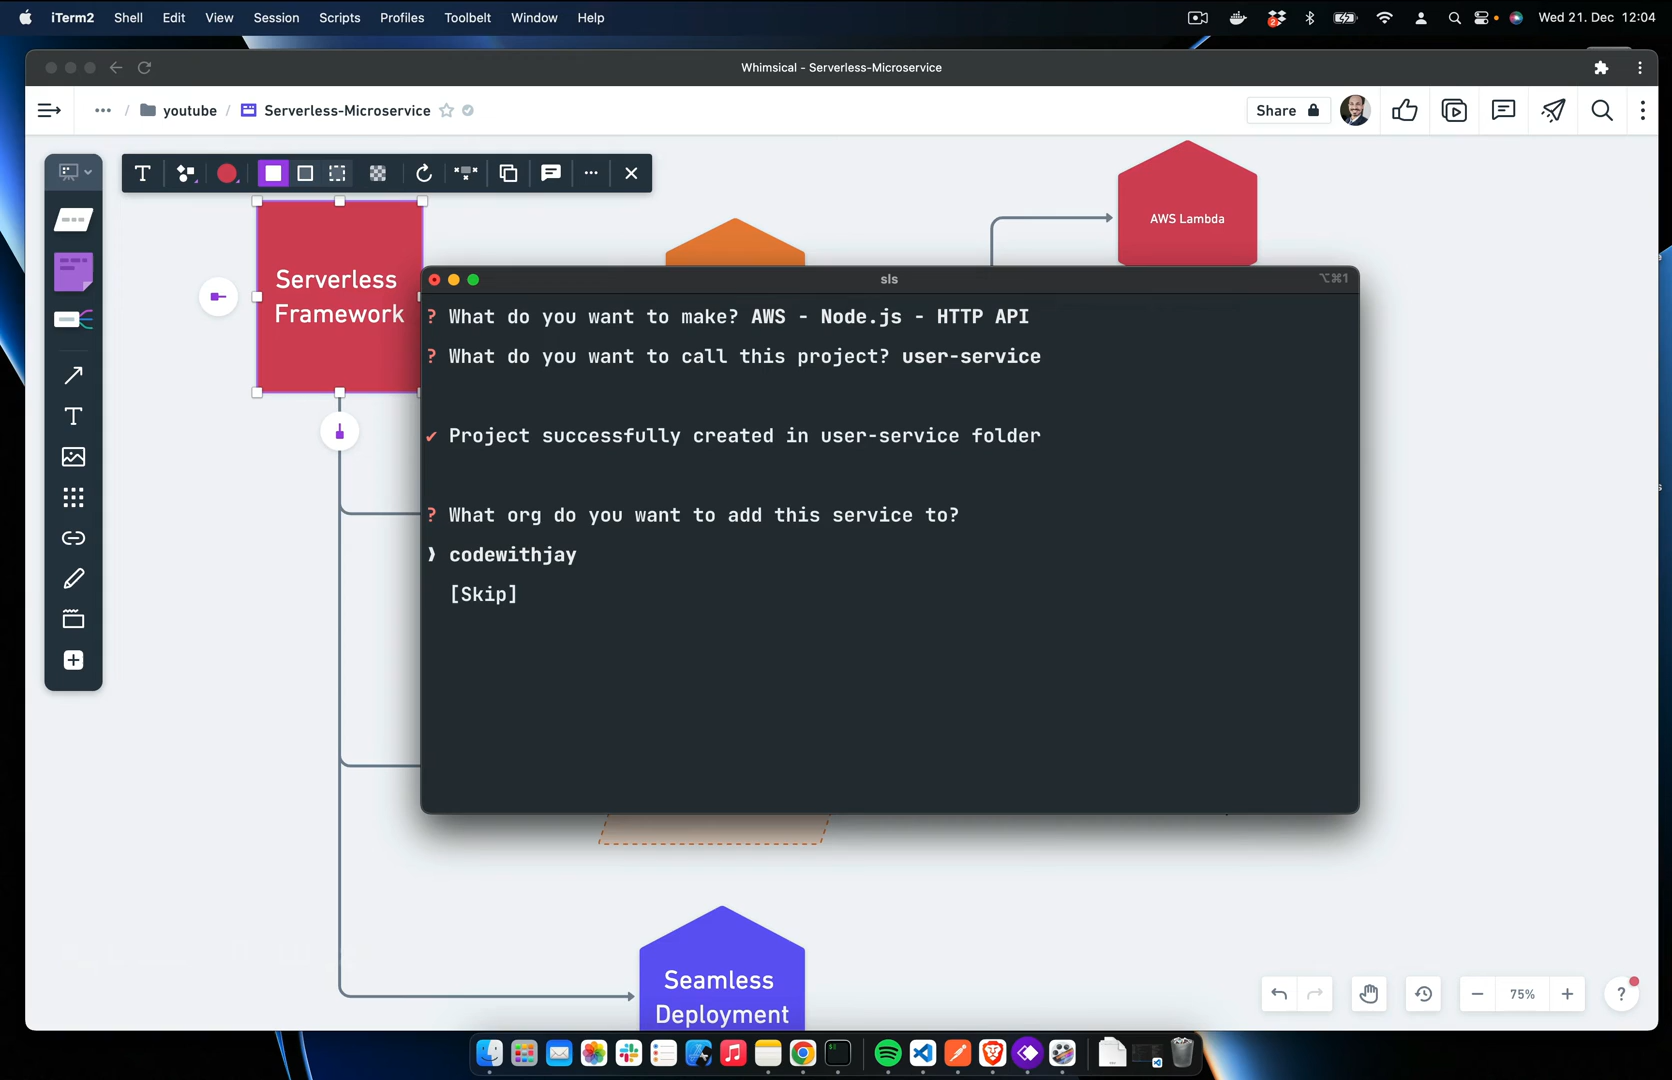 iTerm2 Shell Edit View Session Scripts Profiles Toolbelt Window Help
2
Wed 21. Dec 12:04
Whimsical - Serverless-Microservice
youtube / Serverless-Microservice
Share
AWS Lambda
Serverless
Framework
sls
⌥⌘1
? What do you want to make? AWS - Node.js - HTTP API
? What do you want to call this project? user-service
✔ Project successfully created in user-service folder
? What org do you want to add this service to?
❯ codewithjay
[Skip]
Seamless
Deployment
75%
?